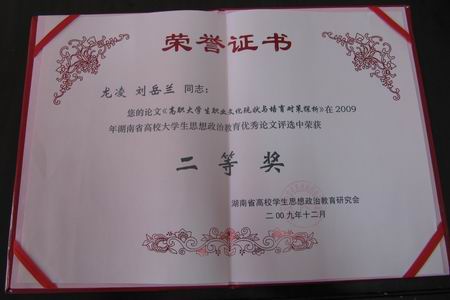 荣誉证书
龙凌 刘岳兰 同志：
您的论文《高职大学生职业文化现状与培育对策探析》在2009
年湖南省高校大学生思想政治教育优秀论文评选中荣获
二等奖
湖南省高校学生思想政治教育研究会
二00九年十二月